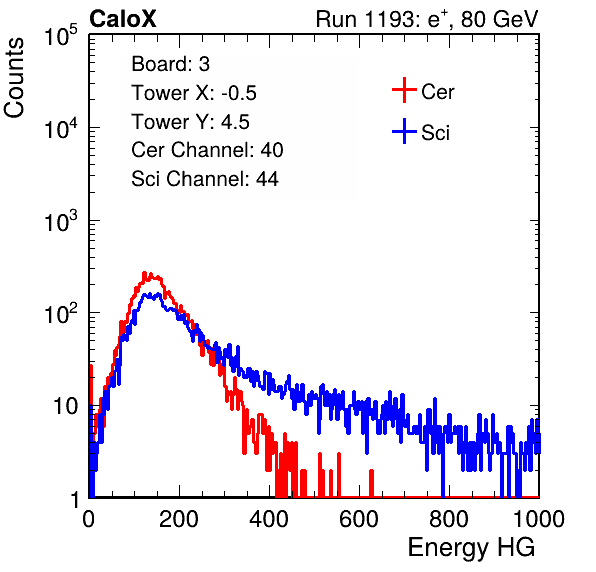 CaloX Run 1193: e⁺, 80 GeV
Counts
Board: 3
Tower X: -0.5
Tower Y: 4.5
Cer Channel: 40
Sci Channel: 44
Cer
Sci
10⁵
10⁴
10³
10²
10
1
0 200 400 600 800 1000
Energy HG